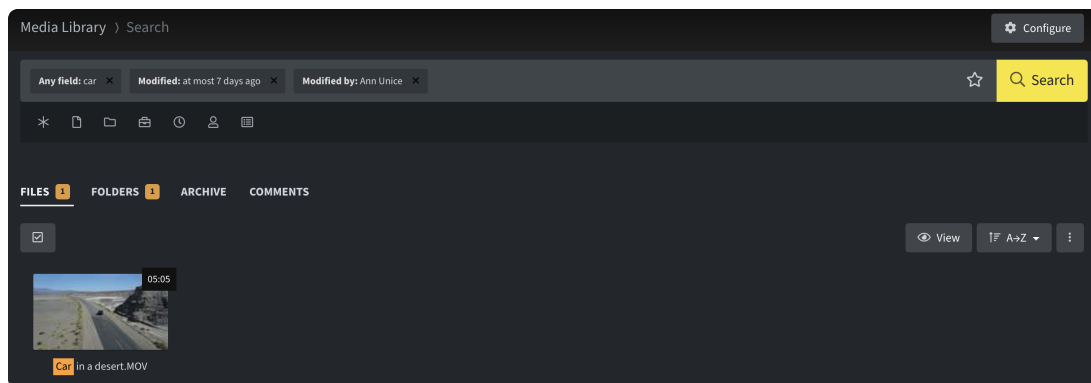 Media Library 〉 Search
Configure
Any field: car ×
Modified: at most 7 days ago ×
Modified by: Ann Unice ×
Search
FILES 1
FOLDERS 1
ARCHIVE
COMMENTS
View
A→Z
05:05
Car in a desert.MOV